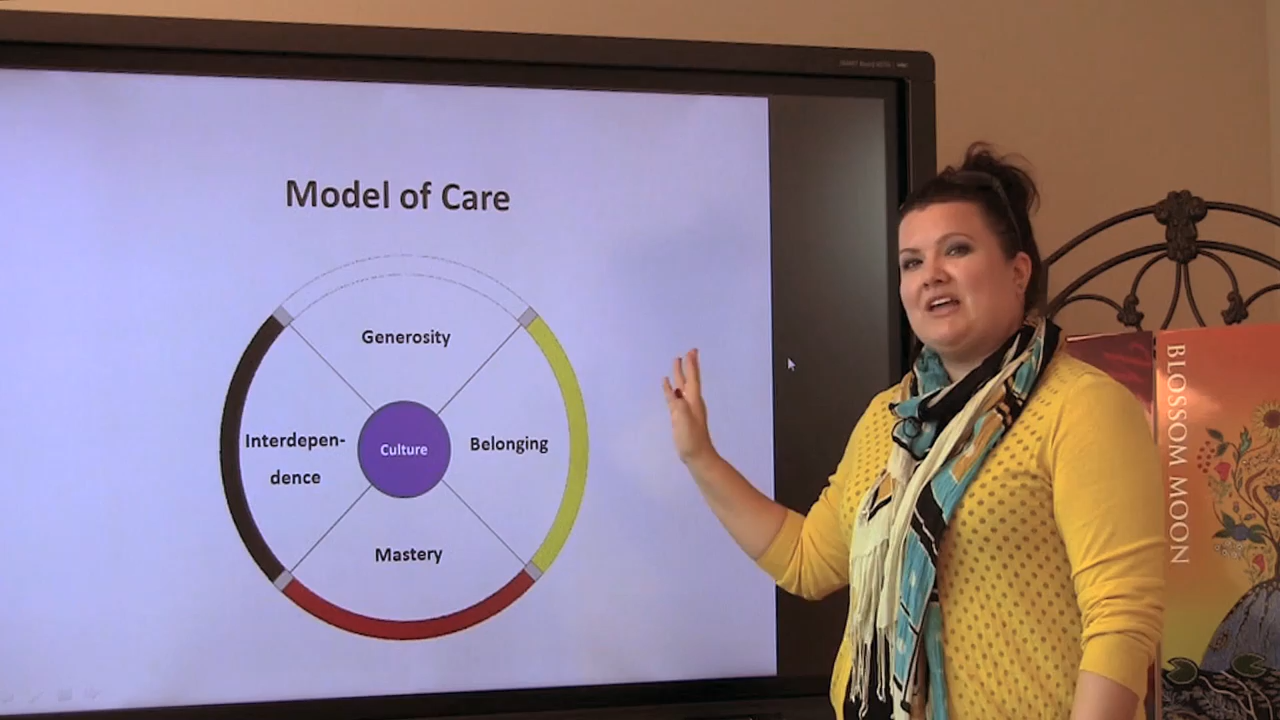 Model of Care
Generosity
Interdepen-
dence
Culture
Belonging
Mastery
BLOSSOM MOON